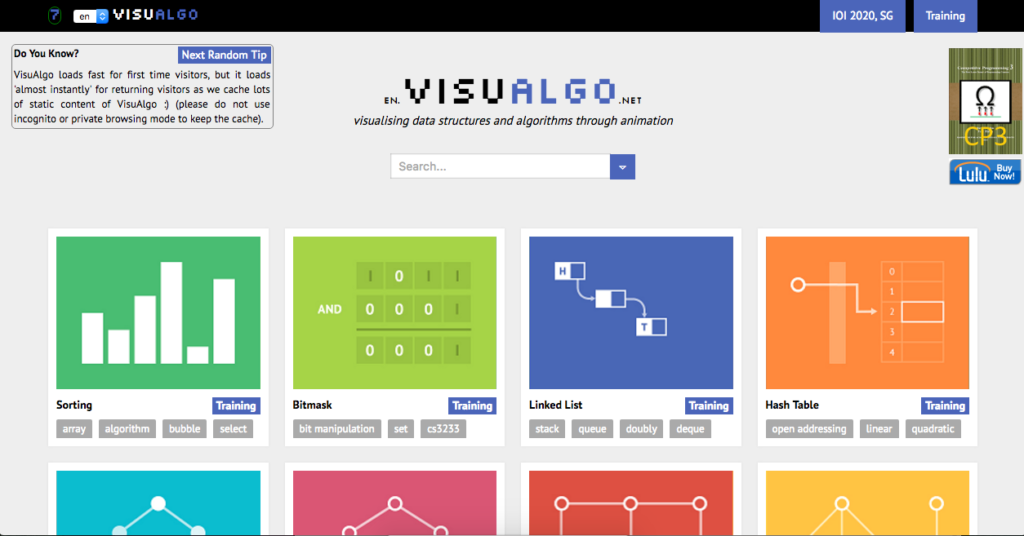 7 en VISUALGO IOI 2020, SG Training
Do You Know? Next Random Tip
VisuAlgo loads fast for first time visitors, but it loads
'almost instantly' for returning visitors as we cache lots
of static content of VisuAlgo :) (please do not use
incognito or private browsing mode to keep the cache).
EN.VISUALGO.NET
visualising data structures and algorithms through animation
Search...
Competitive Programming 3
CP3
Lulu Buy
Now!
I 0 I I
AND 0 0 0 I
0 0 0 I
H
T
0
1
2
3
4
Sorting Training
array algorithm bubble select
Bitmask Training
bit manipulation set cs3233
Linked List Training
stack queue doubly deque
Hash Table Training
open addressing linear quadratic